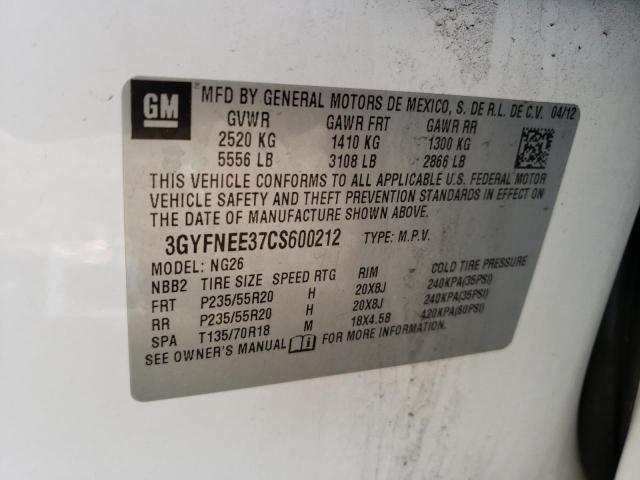 GM MFD BY GENERAL MOTORS DE MEXICO, S. DE R.L. DE C.V. 04/12
GVWR GAWR FRT GAWR RR
2520 KG 1410 KG 1300 KG
5556 LB 3108 LB 2866 LB
THIS VEHICLE CONFORMS TO ALL APPLICABLE U.S. FEDERAL MOTOR
VEHICLE SAFETY STANDARDS IN EFFECT ON
THE DATE OF MANUFACTURE SHOWN ABOVE.
3GYFNEE37CS600212 TYPE: M.P.V.
MODEL: NG26
NBB2 TIRE SIZE SPEED RTG RIM COLD TIRE PRESSURE
FRT P235/55R20 H 20X8J 240KPA(35PSI)
RR P235/55R20 H 20X8J 240KPA(35PSI)
SPA T135/70R18 M 18X4.5B 420KPA(60PSI)
SEE OWNER'S MANUAL FOR MORE INFORMATION.